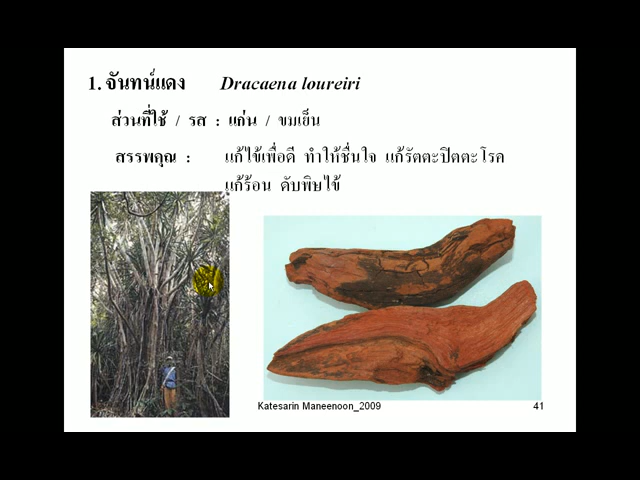 1. จันทน์แดง Dracaena loureiri
ส่วนที่ใช้ / รส : แก่น / ขมเย็น
สรรพคุณ : แก้ไข้เพื่อดี ทำให้ชื่นใจ แก้รัตตะปิตตะโรค
แก้ร้อน ดับพิษไข้
Katesarin Maneenoon_2009 41